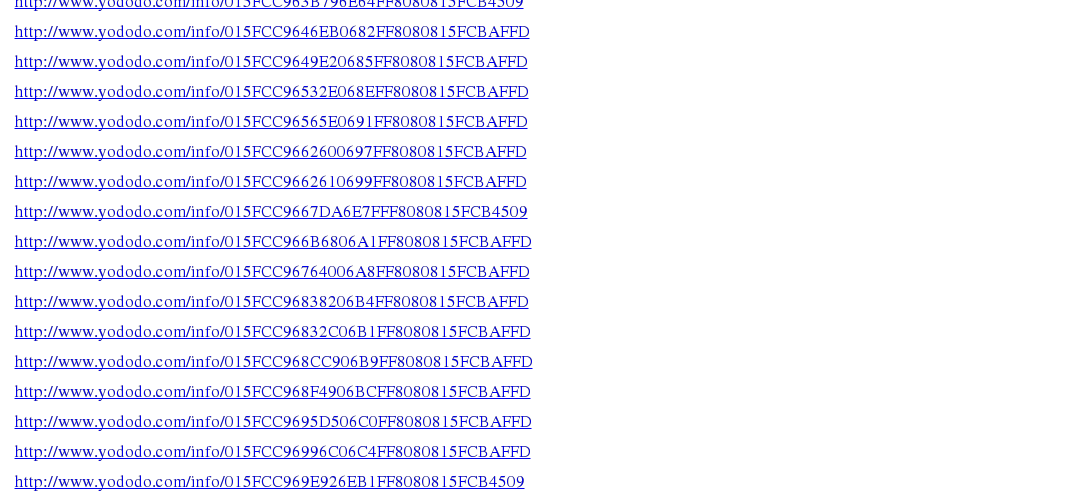 http://www.yododo.com/info/015FCC963B796E64FF8080815FCB4509
http://www.yododo.com/info/015FCC9646EB0682FF8080815FCBAFFD
http://www.yododo.com/info/015FCC9649E20685FF8080815FCBAFFD
http://www.yododo.com/info/015FCC96532E068EFF8080815FCBAFFD
http://www.yododo.com/info/015FCC96565E0691FF8080815FCBAFFD
http://www.yododo.com/info/015FCC9662600697FF8080815FCBAFFD
http://www.yododo.com/info/015FCC9662610699FF8080815FCBAFFD
http://www.yododo.com/info/015FCC9667DA6E7FFF8080815FCB4509
http://www.yododo.com/info/015FCC966B6806A1FF8080815FCBAFFD
http://www.yododo.com/info/015FCC96764006A8FF8080815FCBAFFD
http://www.yododo.com/info/015FCC96838206B4FF8080815FCBAFFD
http://www.yododo.com/info/015FCC96832C06B1FF8080815FCBAFFD
http://www.yododo.com/info/015FCC968CC906B9FF8080815FCBAFFD
http://www.yododo.com/info/015FCC968F4906BCFF8080815FCBAFFD
http://www.yododo.com/info/015FCC9695D506C0FF8080815FCBAFFD
http://www.yododo.com/info/015FCC96996C06C4FF8080815FCBAFFD
http://www.yododo.com/info/015FCC969E926EB1FF8080815FCB4509